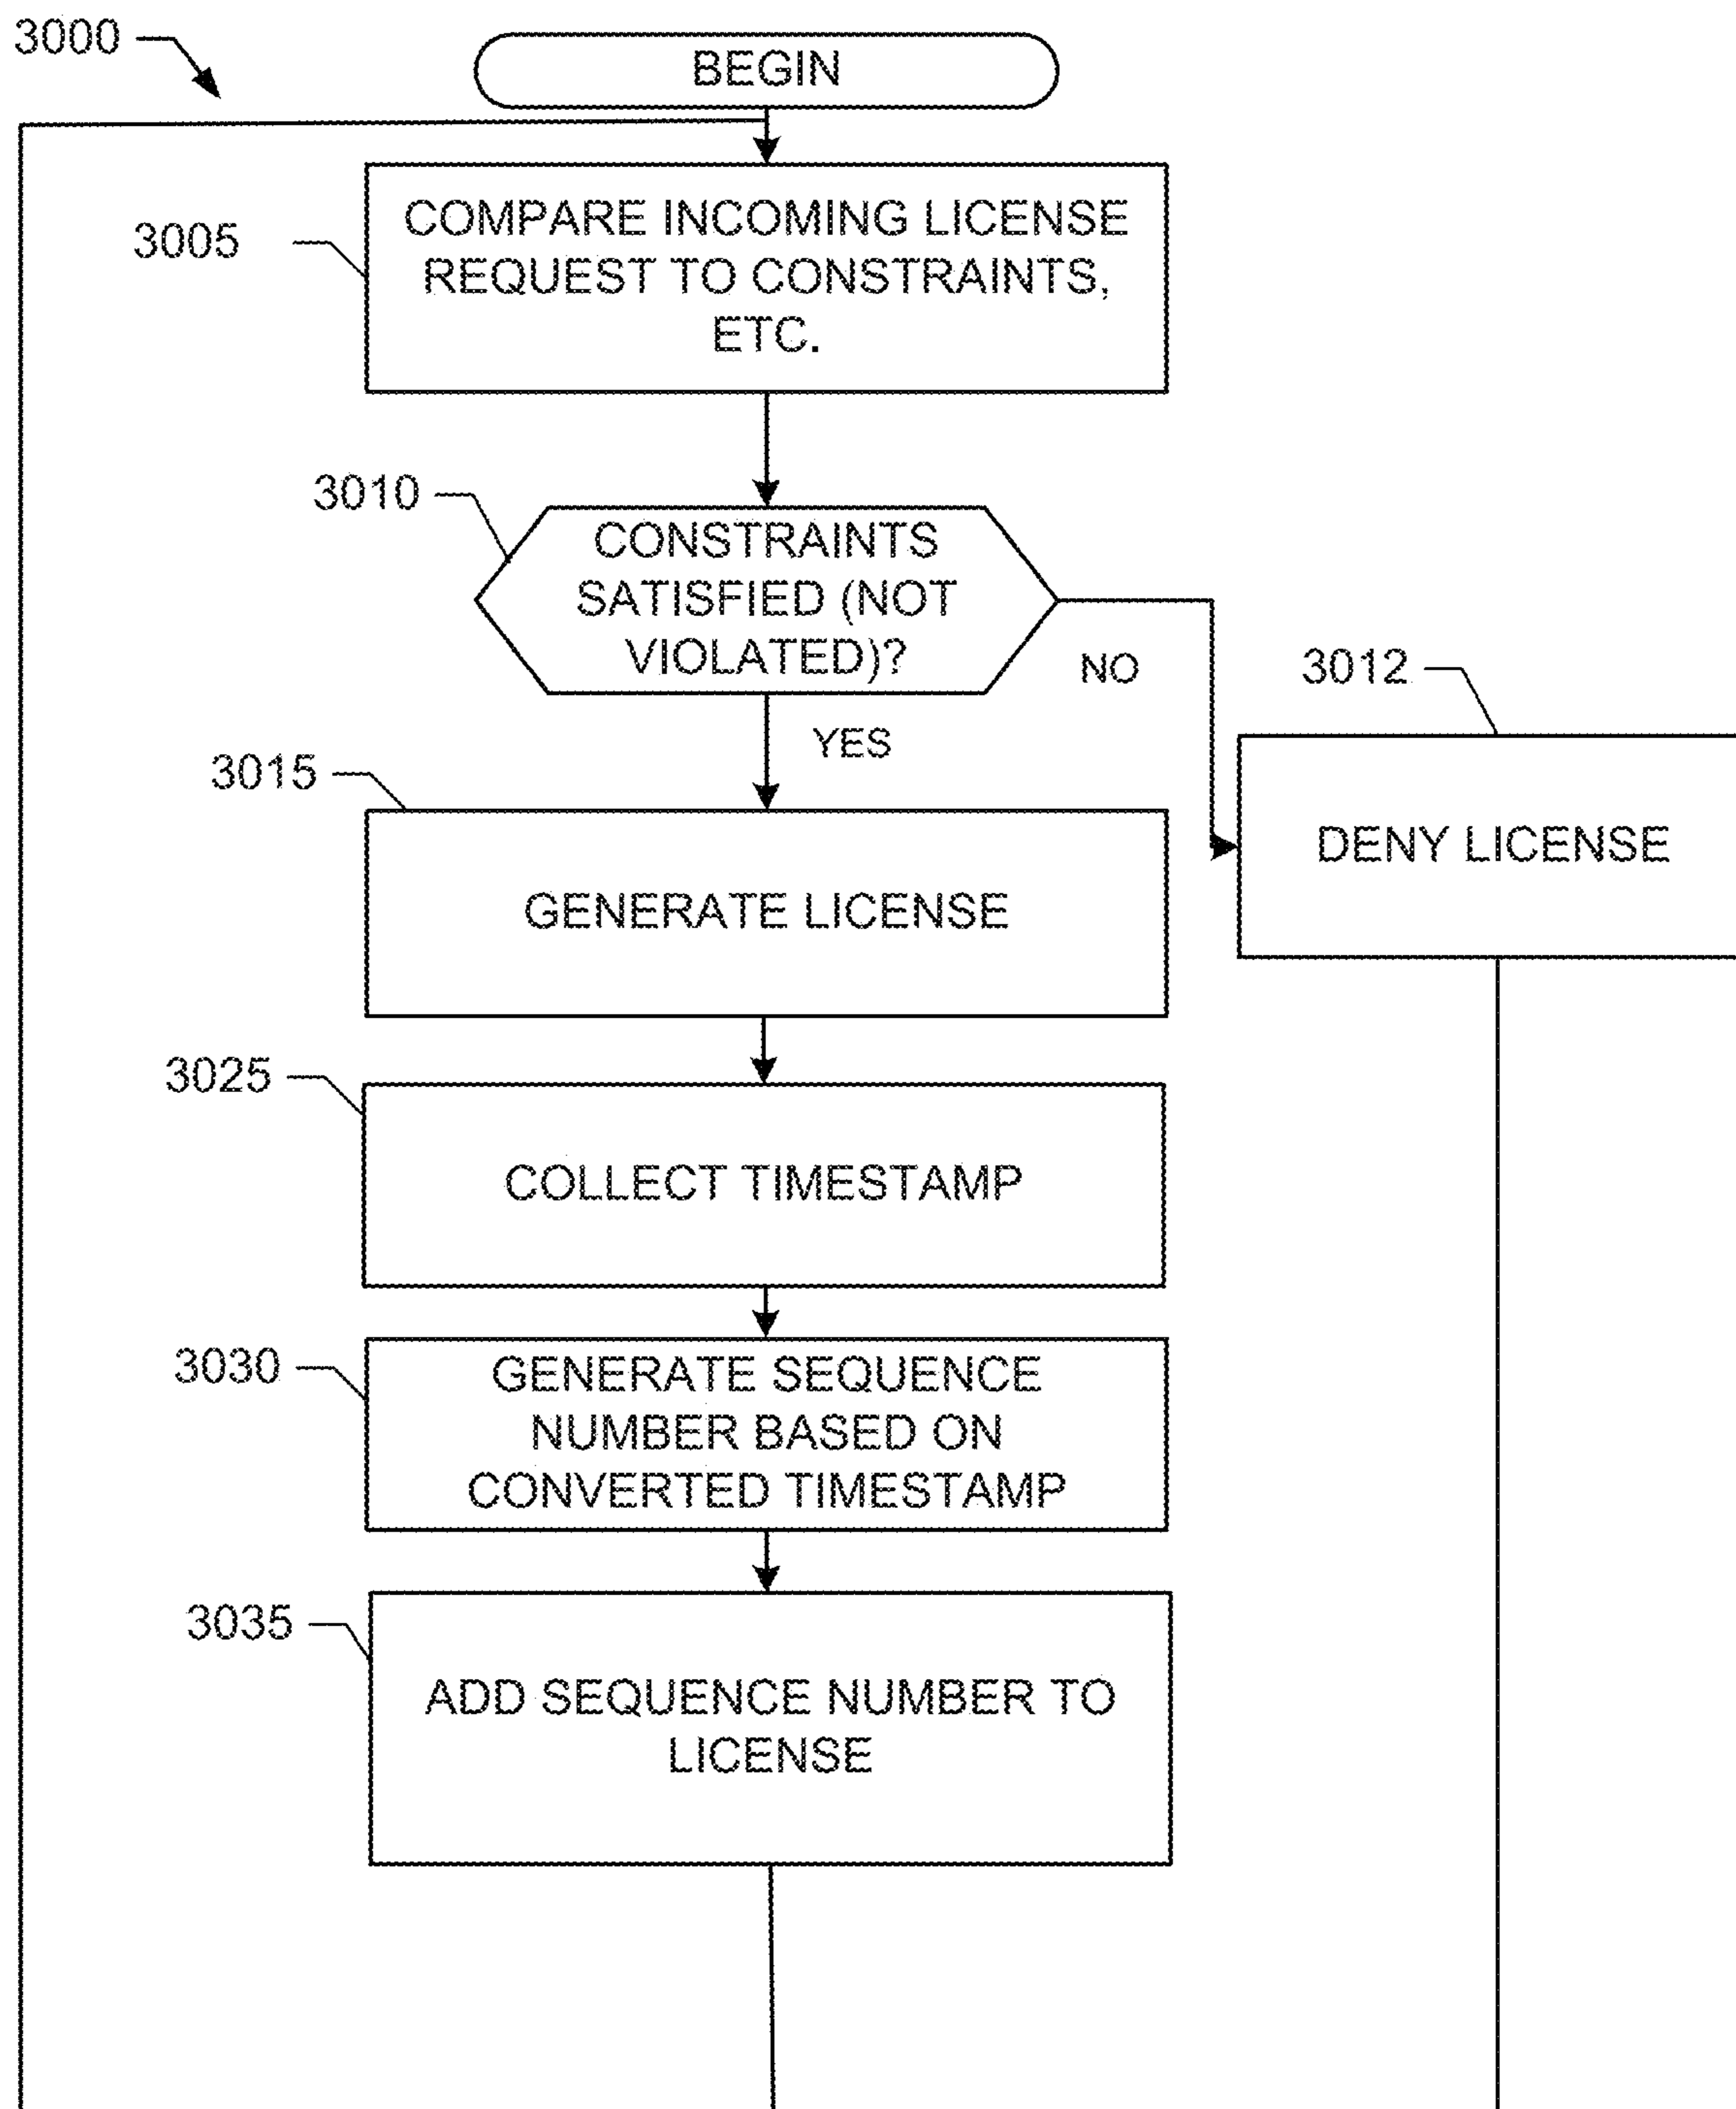 3000
BEGIN
3005
COMPARE INCOMING LICENSE
REQUEST TO CONSTRAINTS,
ETC.
3010
CONSTRAINTS
SATISFIED (NOT
VIOLATED)?
NO
3012
YES
DENY LICENSE
3015
GENERATE LICENSE
3025
COLLECT TIMESTAMP
3030
GENERATE SEQUENCE
NUMBER BASED ON
CONVERTED TIMESTAMP
3035
ADD SEQUENCE NUMBER TO
LICENSE